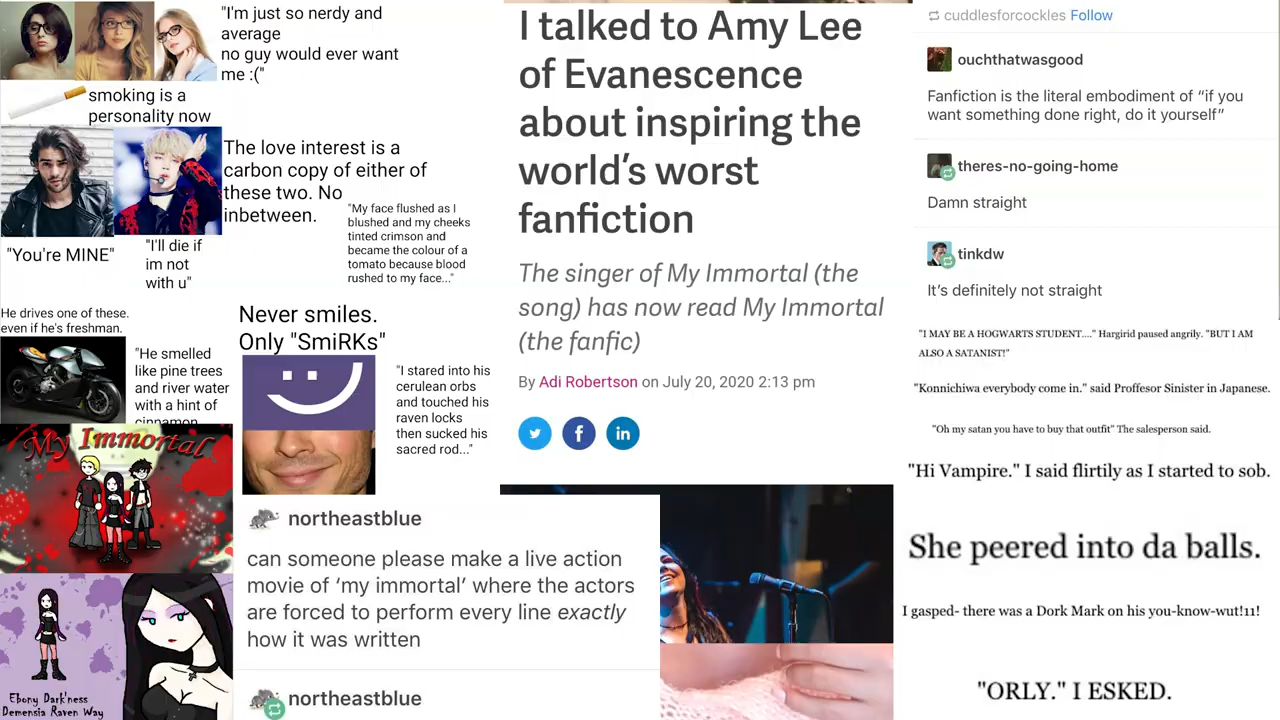 "I'm just so nerdy and
average
no guy would ever want
me :("
smoking is a
personality now
The love interest is a
carbon copy of either of
these two. No
inbetween.
"My face flushed as I
blushed and my cheeks
tinted crimson and
became the colour of a
tomato because blood
rushed to my face..."
"You're MINE"
"I'll die if
im not
with u"
He drives one of these.
even if he's freshman.
"He smelled
like pine trees
and river water
with a hint of
cinnamon
Never smiles.
Only "SmiRKs"
"I stared into his
cerulean orbs
and touched his
raven locks
then sucked his
sacred rod..."
My Immortal
Ebony Dark'ness
Dementia Raven Way
northeastblue
can someone please make a live action
movie of 'my immortal' where the actors
are forced to perform every line exactly
how it was written
northeastblue
I talked to Amy Lee
of Evanescence
about inspiring the
world's worst
fanfiction
The singer of My Immortal (the
song) has now read My Immortal
(the fanfic)
By Adi Robertson on July 20, 2020 2:13 pm
f
in
cuddlesforcockles Follow
ouchthatwasgood
Fanfiction is the literal embodiment of "if you
want something done right, do it yourself"
theres-no-going-home
Damn straight
tinkdw
It's definitely not straight
"I MAY BE A HOGWARTS STUDENT...." Hargirid paused angrily. "BUT I AM
ALSO A SATANIST!"
"Konnichiwa everybody come in." said Proffesor Sinister in Japanese.
"Oh my satan you have to buy that outfit" The salesperson said.
"Hi Vampire." I said flirtily as I started to sob.
She peered into da balls.
I gasped- there was a Dork Mark on his you-know-wut!11!
"ORLY." I ESKED.